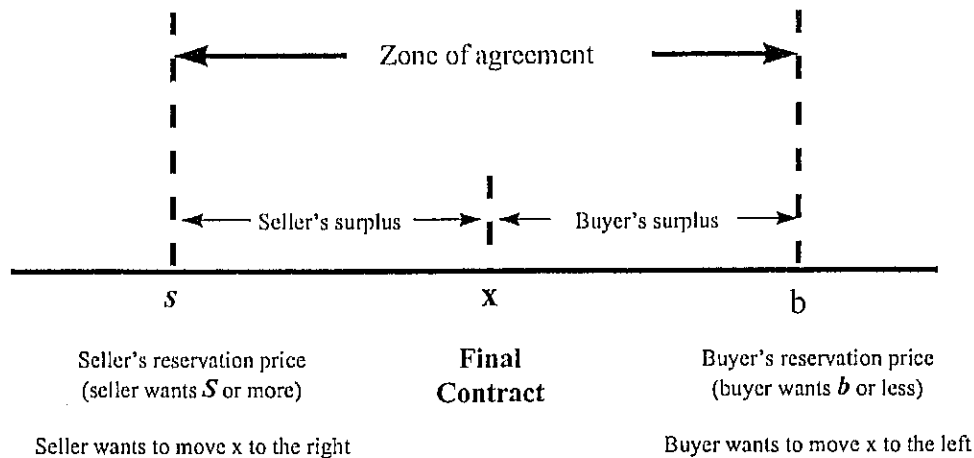 Zone of agreement
Seller's surplus
Buyer's surplus
s
x
b
Seller's reservation price
(seller wants S or more)
Final
Contract
Buyer's reservation price
(buyer wants b or less)
Seller wants to move x to the right
Buyer wants to move x to the left